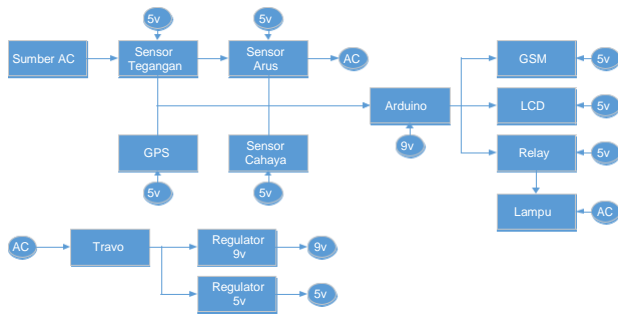 5v
5v
Sumber AC
Sensor
Tegangan
Sensor
Arus
AC
GSM
5v
Arduino
LCD
5v
GPS
Sensor
Cahaya
9v
Relay
5v
5v
5v
Lampu
AC
AC
Travo
Regulator
9v
9v
Regulator
5v
5v